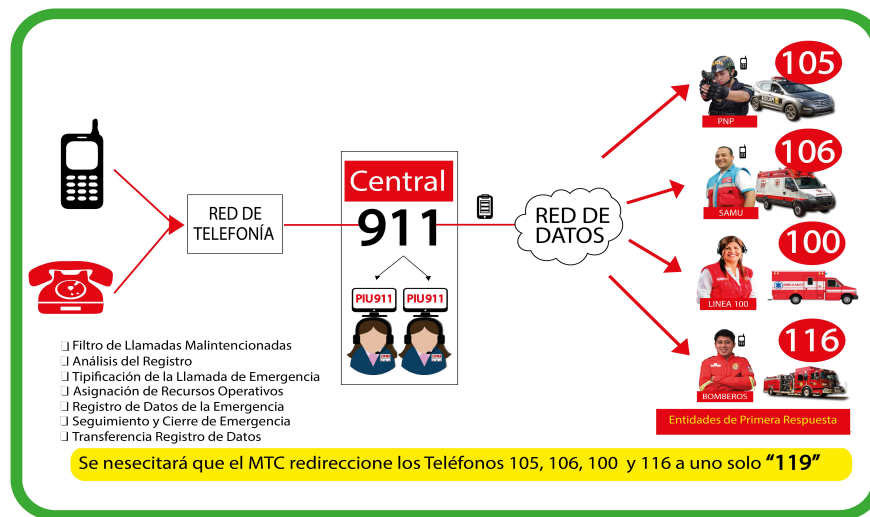 105
PNP
106
SAMU
Central
911
RED DE
TELEFONÍA
RED DE
DATOS
100
LINEA 100
PIU911 PIU911
116
BOMBEROS
Entidades de Primera Respuesta
❑ Filtro de Llamadas Malintencionadas
❑ Análisis del Registro
❑ Tipificación de la Llamada de Emergencia
❑ Asignación de Recursos Operativos
❑ Registro de Datos de la Emergencia
❑ Seguimiento y Cierre de Emergencia
❑ Transferencia Registro de Datos
Se nesecitará que el MTC redireccione los Teléfonos 105, 106, 100 y 116 a uno solo “119”